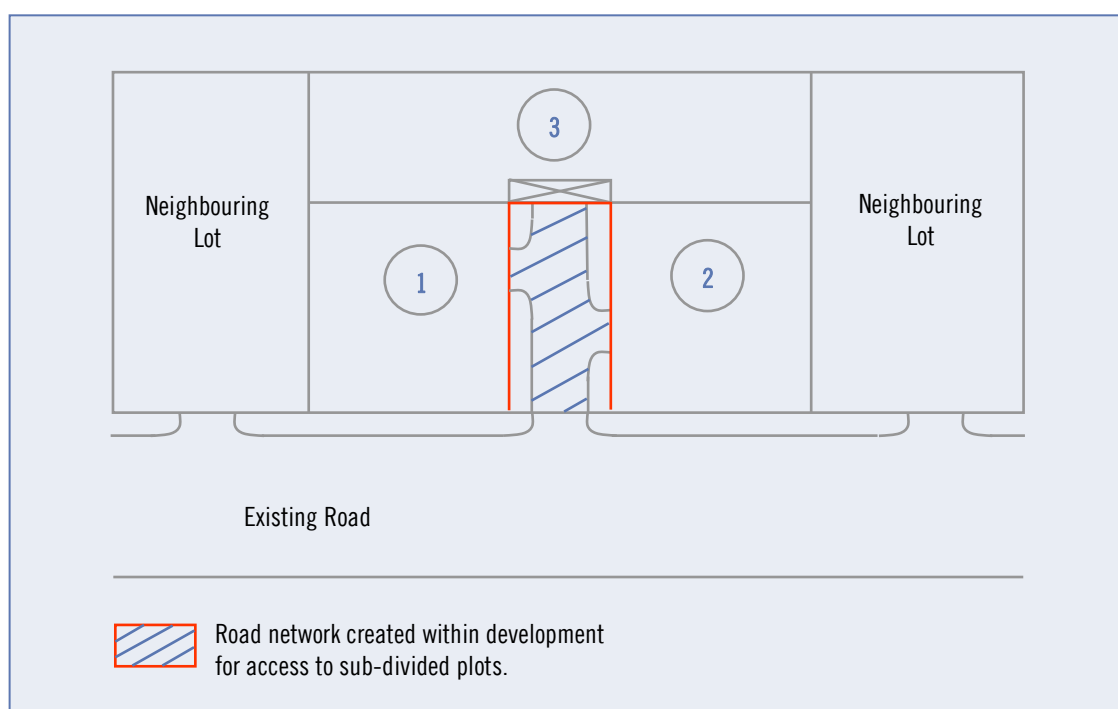 3
Neighbouring
Lot
Neighbouring
Lot
1
2
Existing Road
Road network created within development
for access to sub-divided plots.